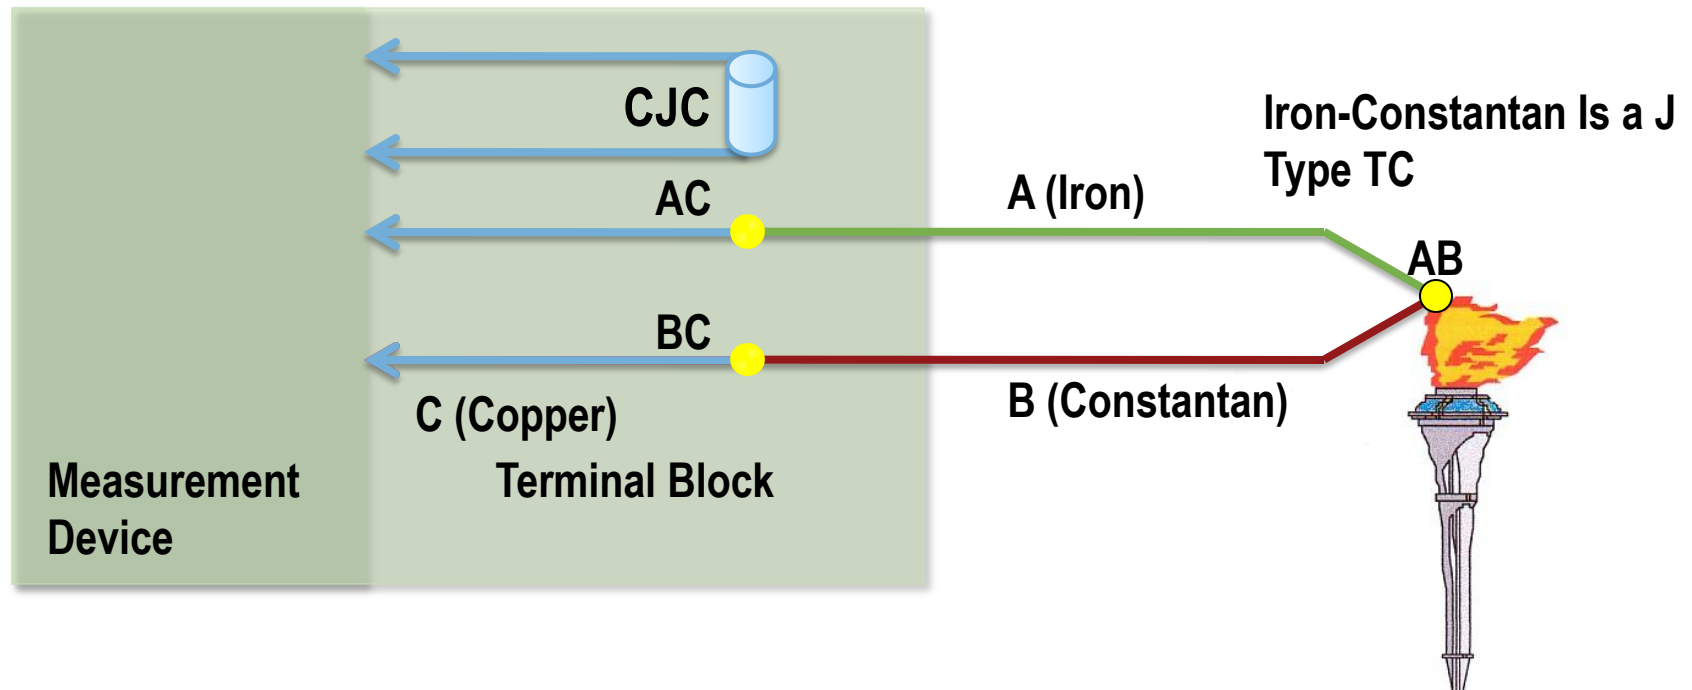 CJC
Iron-Constantan Is a J
Type TC
AC
A (Iron)
AB
BC
B (Constantan)
C (Copper)
Measurement
Device
Terminal Block